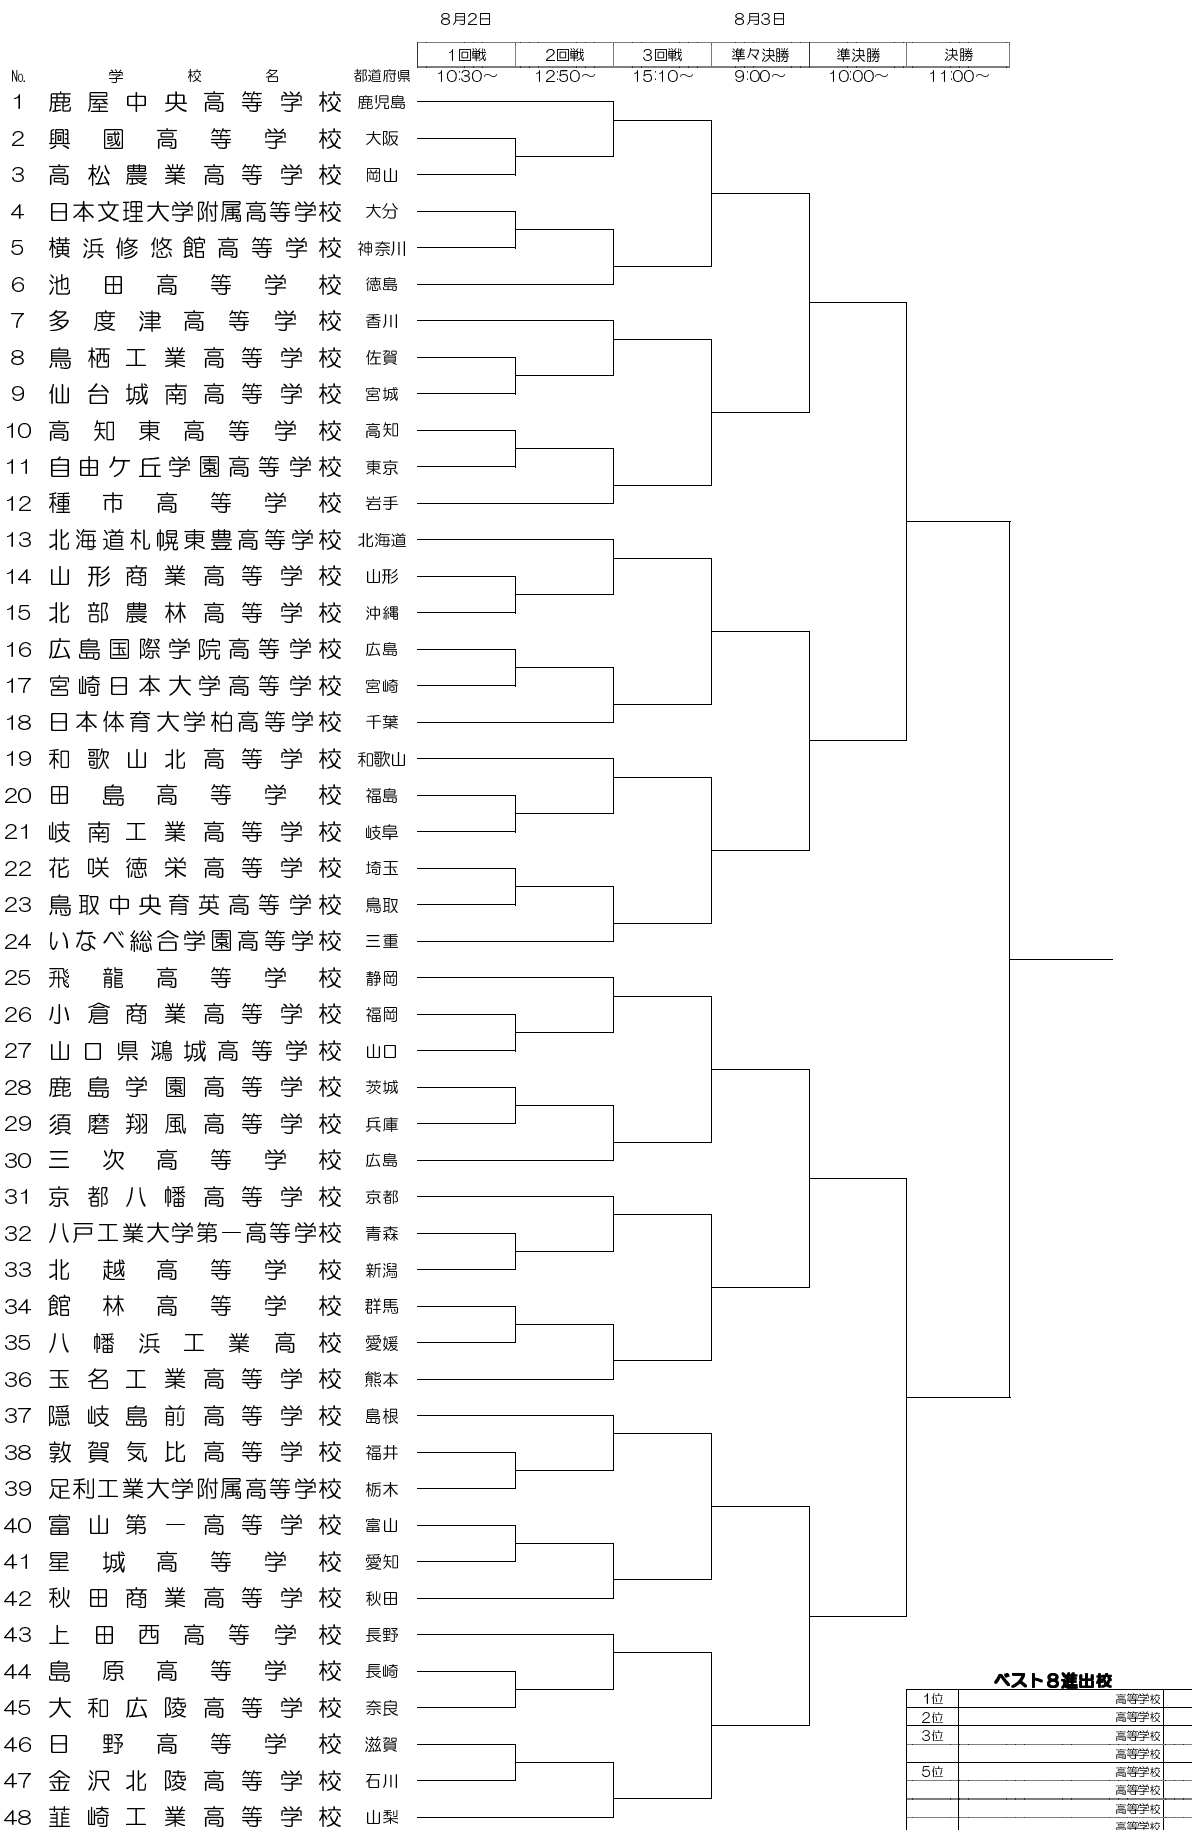 8月2日 8月3日
1回戦 2回戦 3回戦 準々決勝 準決勝 決勝
№ 学校名 都道府県 10:30～ 12:50～ 15:10～ 9:00～ 10:00～ 11:00～
1 鹿屋中央高等学校 鹿児島
2 興國高等学校 大阪
3 高松農業高等学校 岡山
4 日本文理大学附属高等学校 大分
5 横浜修悠館高等学校 神奈川
6 池田高等学校 徳島
7 多度津高等学校 香川
8 鳥栖工業高等学校 佐賀
9 仙台城南高等学校 宮城
10 高知東高等学校 高知
11 自由ケ丘学園高等学校 東京
12 種市高等学校 岩手
13 北海道札幌東豊高等学校 北海道
14 山形商業高等学校 山形
15 北部農林高等学校 沖縄
16 広島国際学院高等学校 広島
17 宮崎日本大学高等学校 宮崎
18 日本体育大学柏高等学校 千葉
19 和歌山北高等学校 和歌山
20 田島高等学校 福島
21 岐南工業高等学校 岐阜
22 花咲徳栄高等学校 埼玉
23 鳥取中央育英高等学校 鳥取
24 いなべ総合学園高等学校 三重
25 飛龍高等学校 静岡
26 小倉商業高等学校 福岡
27 山口県鴻城高等学校 山口
28 鹿島学園高等学校 茨城
29 須磨翔風高等学校 兵庫
30 三次高等学校 広島
31 京都八幡高等学校 京都
32 八戸工業大学第一高等学校 青森
33 北越高等学校 新潟
34 館林高等学校 群馬
35 八幡浜工業高校 愛媛
36 玉名工業高等学校 熊本
37 隠岐島前高等学校 島根
38 敦賀気比高等学校 福井
39 足利工業大学附属高等学校 栃木
40 富山第一高等学校 富山
41 星城高等学校 愛知
42 秋田商業高等学校 秋田
43 上田西高等学校 長野
44 島原高等学校 長崎
45 大和広陵高等学校 奈良
46 日野高等学校 滋賀
47 金沢北陵高等学校 石川
48 韮崎工業高等学校 山梨
ベスト8進出校
1位 高等学校
2位 高等学校
3位 高等学校
高等学校
5位 高等学校
高等学校
高等学校
高等学校